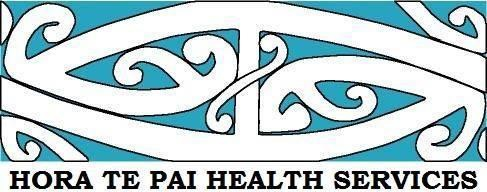 HORA TE PAI HEALTH SERVICES